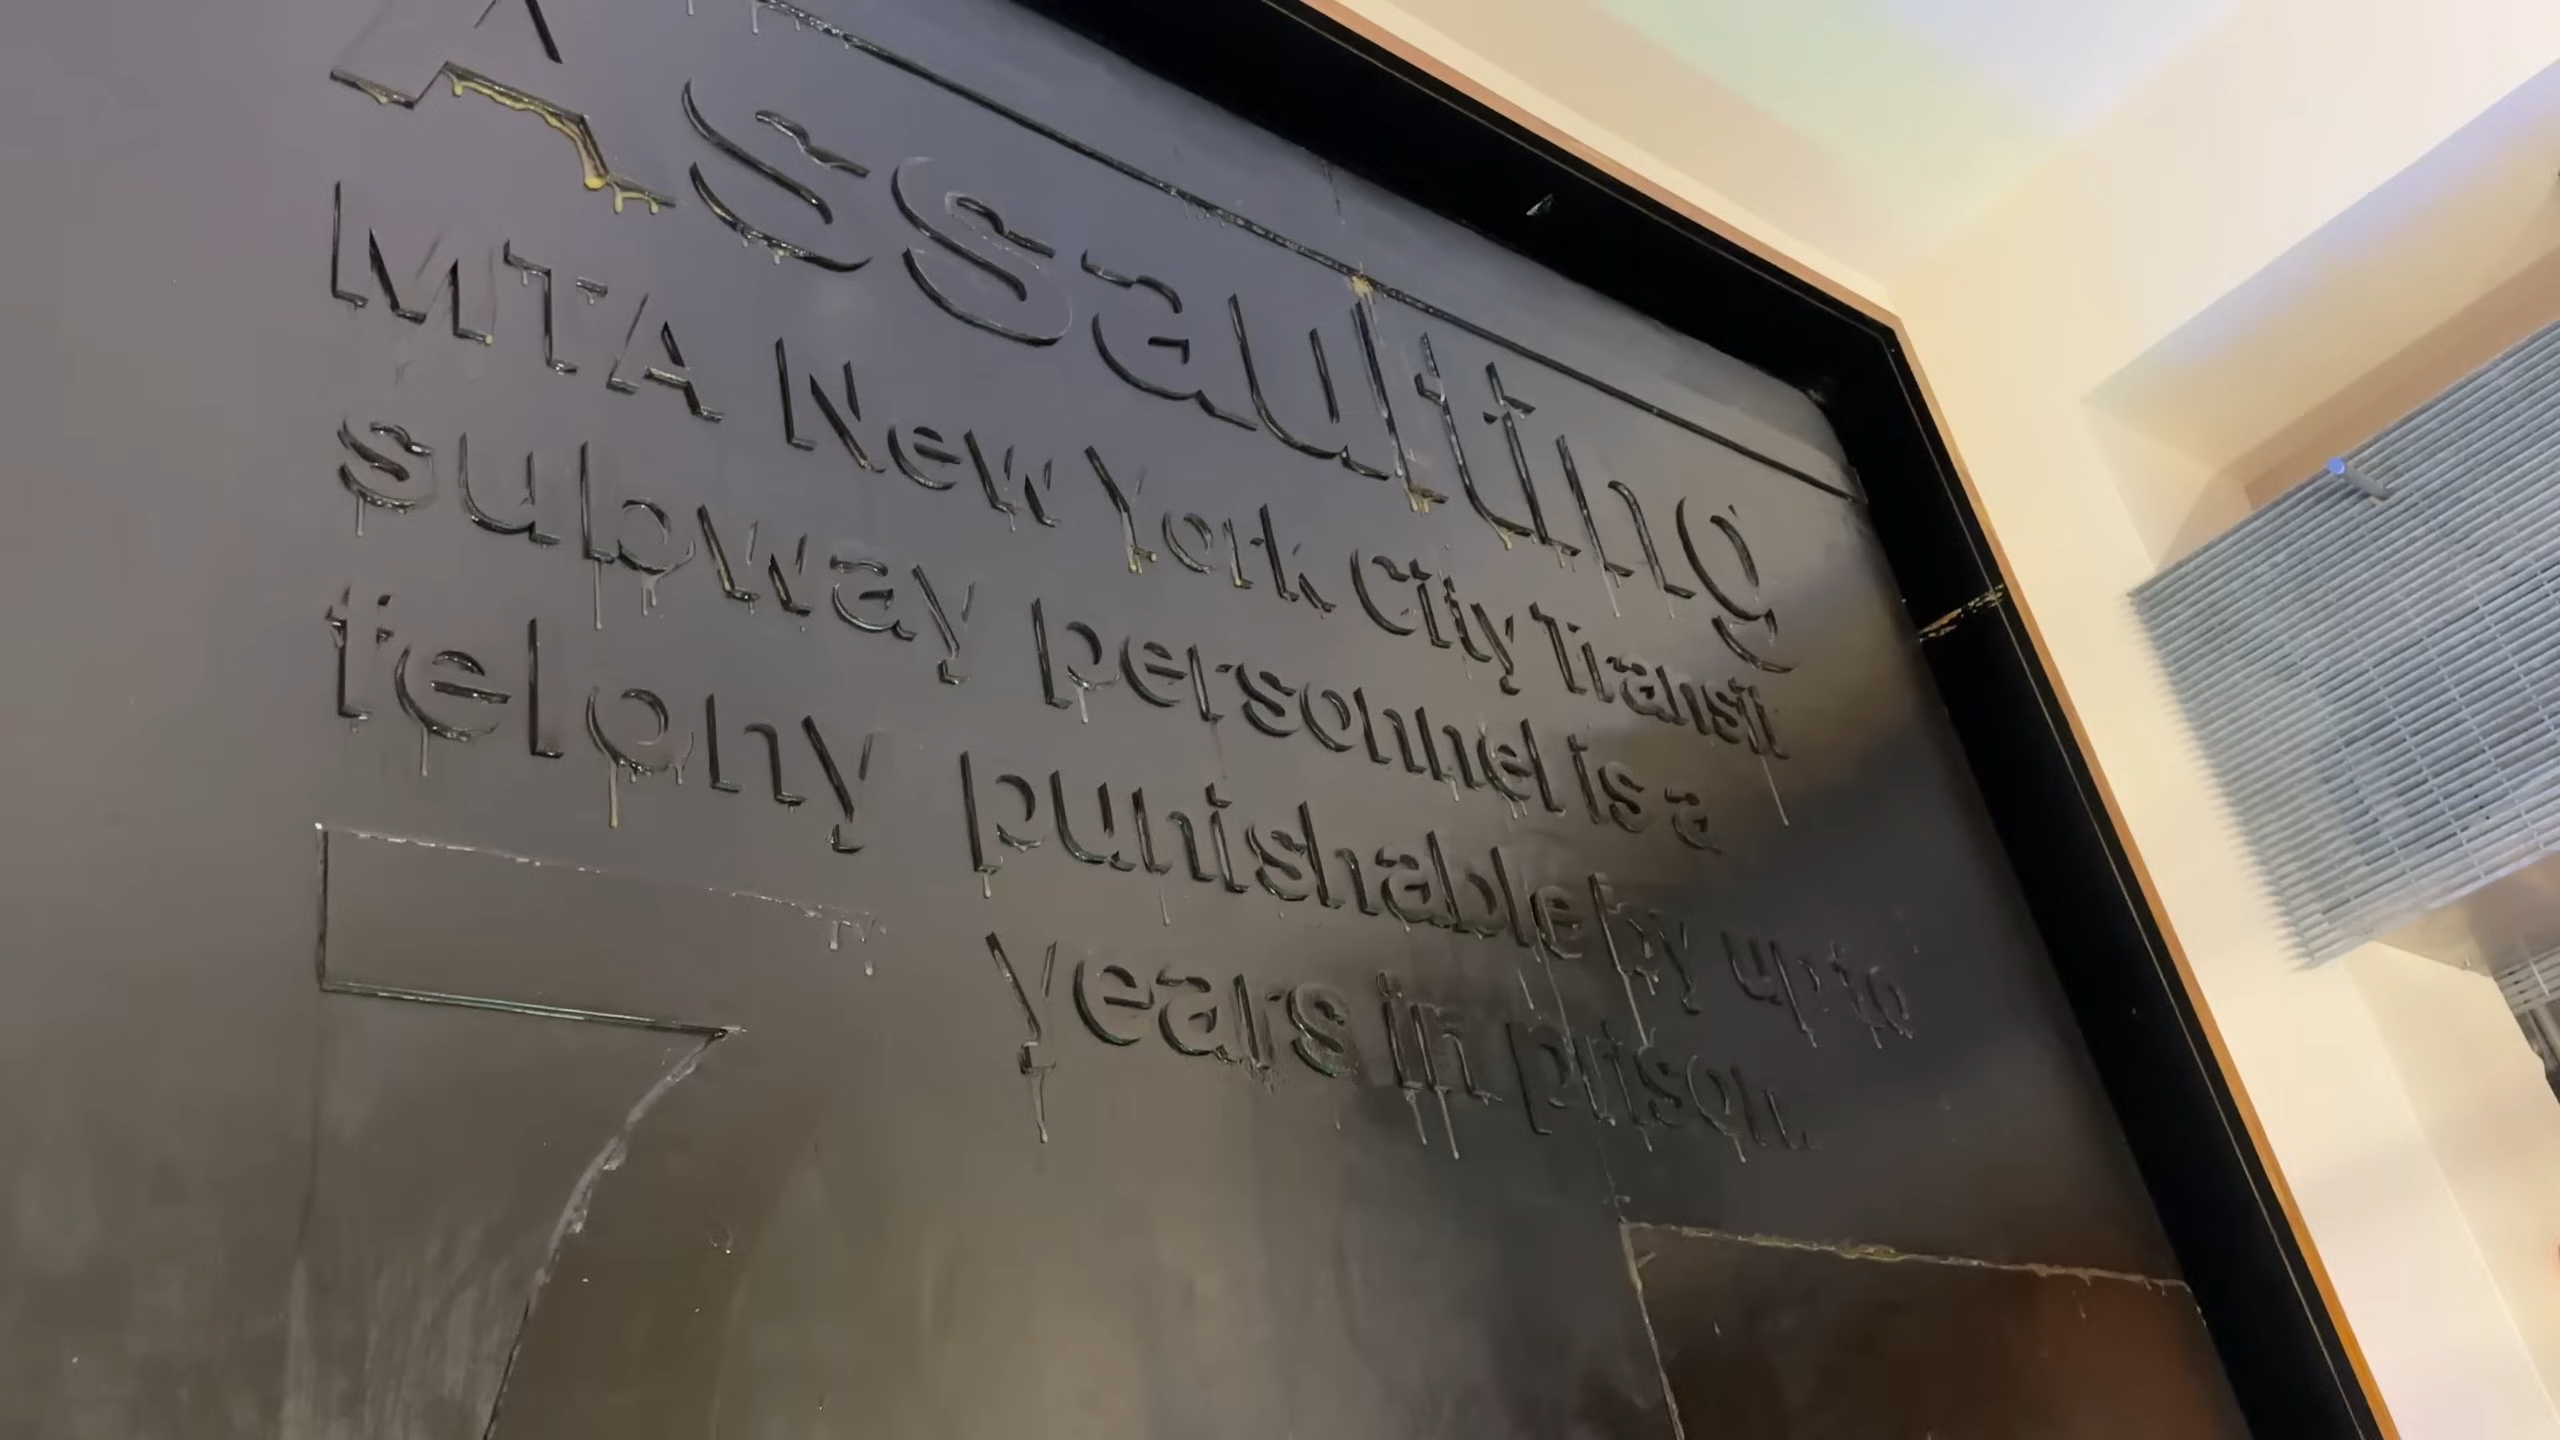 Assaulting
MTA New York City Transit
subway personnel is a
felony punishable by up to
7 years in prison.